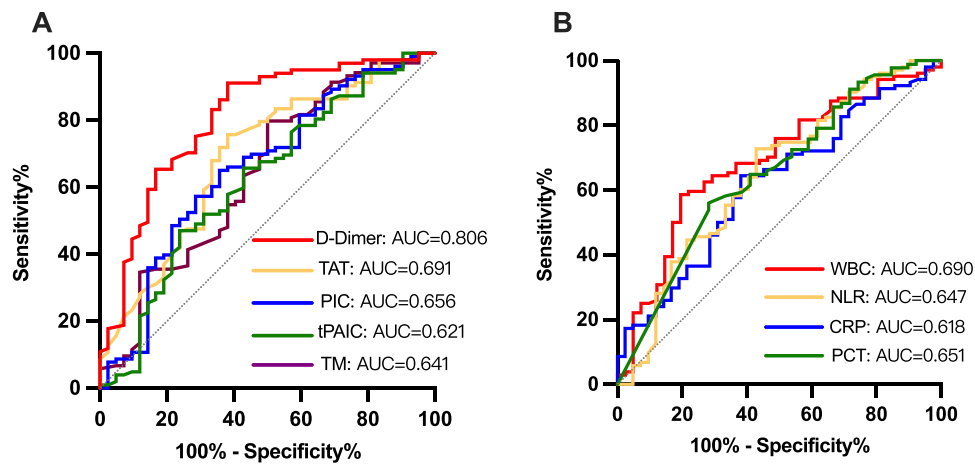 A
100
80
60
40
20
0
Sensitivity%
D-Dimer: AUC=0.806
TAT: AUC=0.691
PIC: AUC=0.656
tPAIC: AUC=0.621
TM: AUC=0.641
0 20 40 60 80 100
100% - Specificity%
B
100
80
60
40
20
0
Sensitivity%
WBC: AUC=0.690
NLR: AUC=0.647
CRP: AUC=0.618
PCT: AUC=0.651
0 20 40 60 80 100
100% - Specificity%